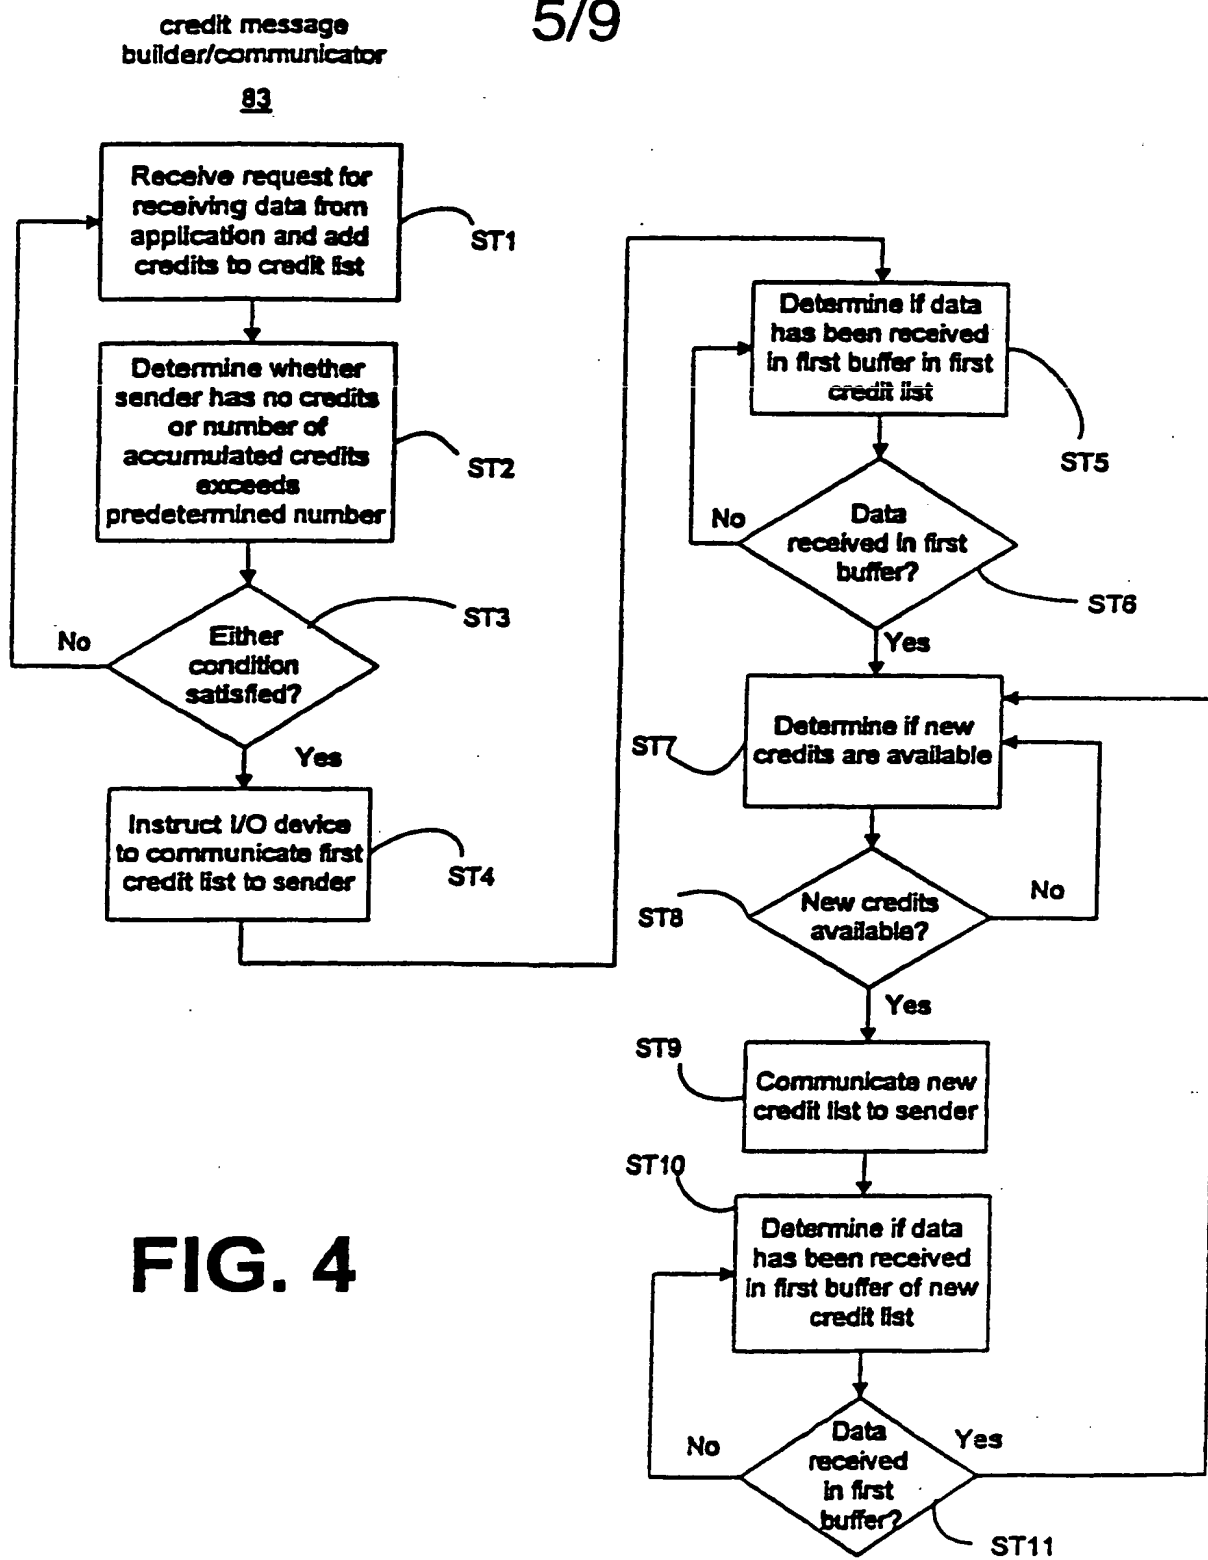 5/9
credit message
builder/communicator
83
Receive request for
receiving data from
application and add
credits to credit list
ST1
Determine whether
sender has no credits
or number of
accumulated credits
exceeds
predetermined number
ST2
Either
condition
satisfied?
ST3
No
Yes
Instruct I/O device
to communicate first
credit list to sender
ST4
Determine if data
has been received
in first buffer in first
credit list
ST5
Data
received in first
buffer?
ST6
No
Yes
Determine if new
credits are available
ST7
New credits
available?
ST8
No
Yes
Communicate new
credit list to sender
ST9
Determine if data
has been received
in first buffer of new
credit list
ST10
Data
received
in first
buffer?
ST11
No
Yes
FIG. 4